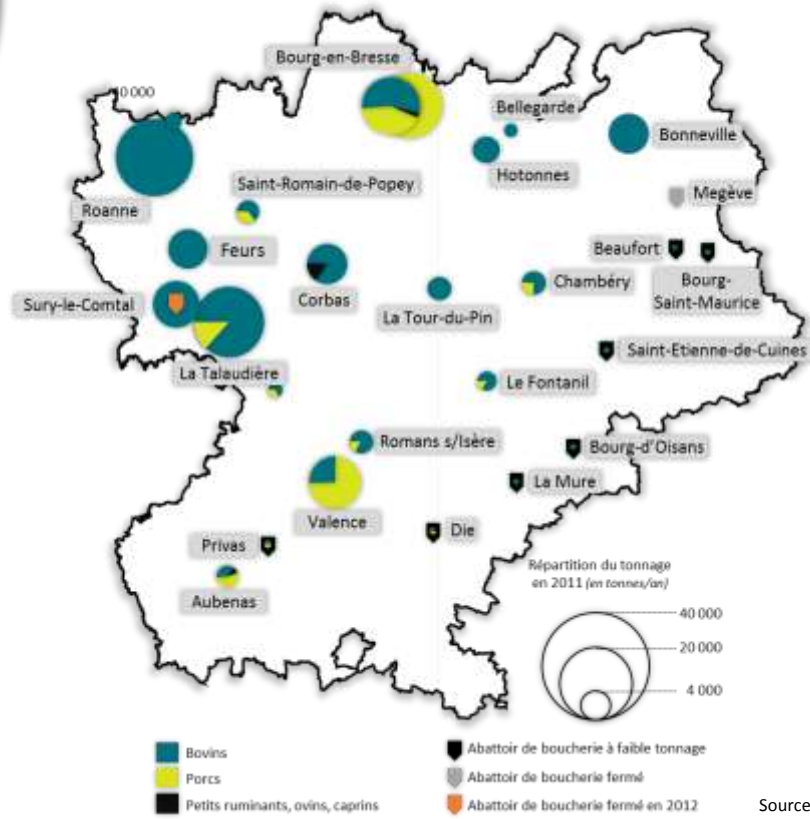 Bourg-en-Bresse
Bellegarde
Bonneville
Hotonnes
Roanne
Saint-Romain-de-Popey
Megève
Feurs
Beaufort
Bourg-
Saint-Maurice
Corbas
Chambéry
Sury-le-Comtal
La Tour-du-Pin
Saint-Etienne-de-Cuines
La Talaudière
Le Fontanil
Romans s/Isère
Bourg-d'Oisans
La Mure
Valence
Die
Privas
Aubenas
Répartition du tonnage
en 2011 (en tonnes/an)
40 000
20 000
4 000
Bovins
Porcs
Petits ruminants, ovins, caprins
Abattoir de boucherie à faible tonnage
Abattoir de boucherie fermé
Abattoir de boucherie fermé en 2012
Source